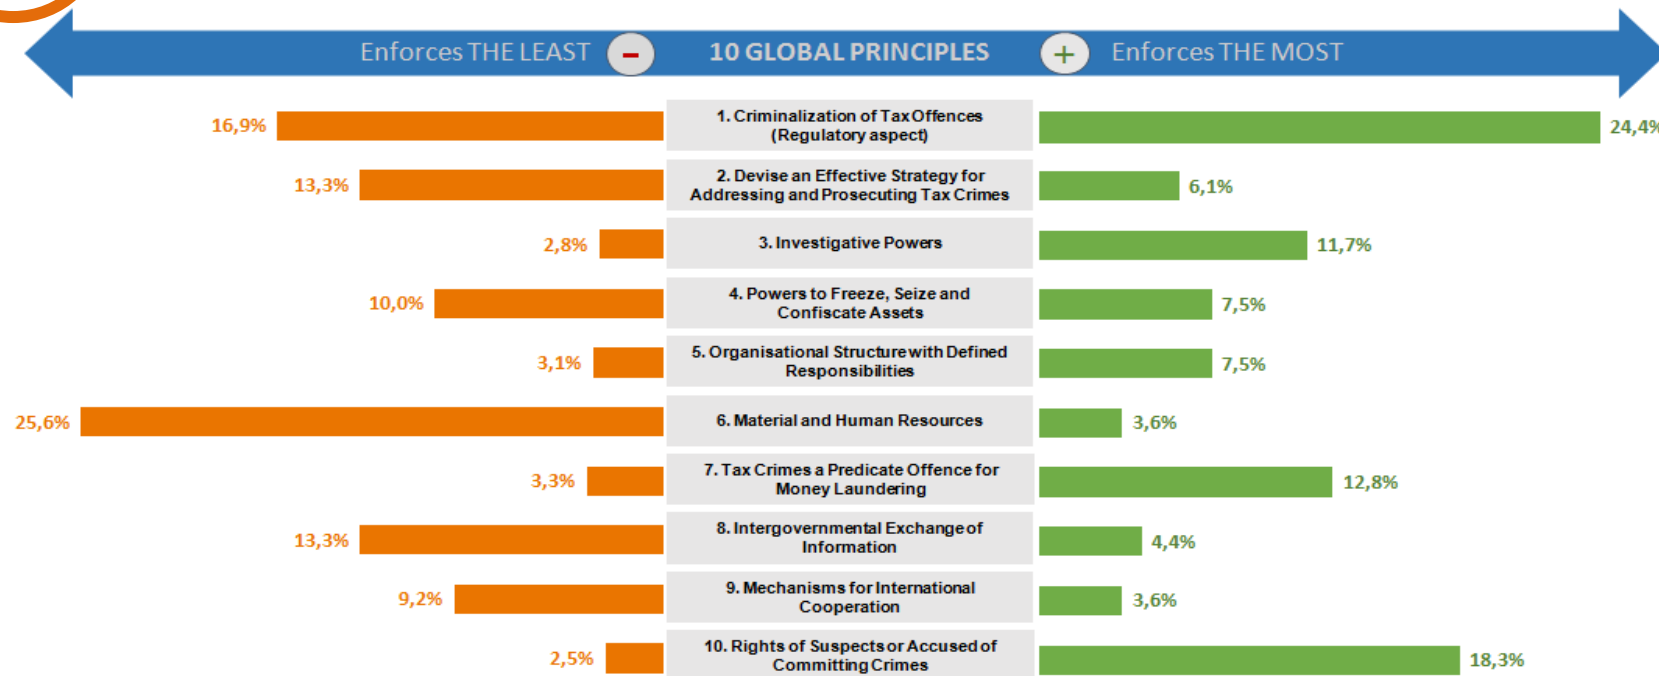 Enforces THE LEAST – 10 GLOBAL PRINCIPLES + Enforces THE MOST
16,9%
1. Criminalization of Tax Offences
(Regulatory aspect)
24,4%
13,3%
2. Devise an Effective Strategy for
Addressing and Prosecuting Tax Crimes
6,1%
2,8%
3. Investigative Powers
11,7%
10,0%
4. Powers to Freeze, Seize and
Confiscate Assets
7,5%
3,1%
5. Organisational Structure with Defined
Responsibilities
7,5%
25,6%
6. Material and Human Resources
3,6%
3,3%
7. Tax Crimes a Predicate Offence for
Money Laundering
12,8%
13,3%
8. Intergovernmental Exchange of
Information
4,4%
9,2%
9. Mechanisms for International
Cooperation
3,6%
2,5%
10. Rights of Suspects or Accused of
Committing Crimes
18,3%